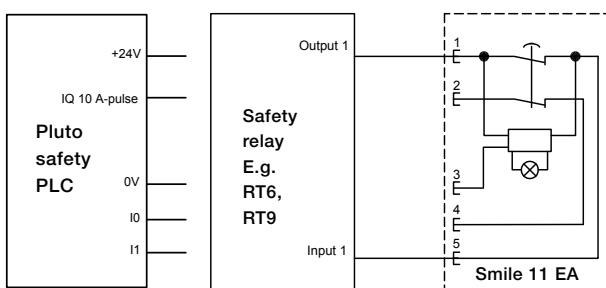 +24V
IQ 10 A-pulse
Pluto
safety
PLC
0V
I0
I1
Output 1
Safety
relay
E.g.
RT6,
RT9
Input 1
1
2
3
4
5
Smile 11 EA